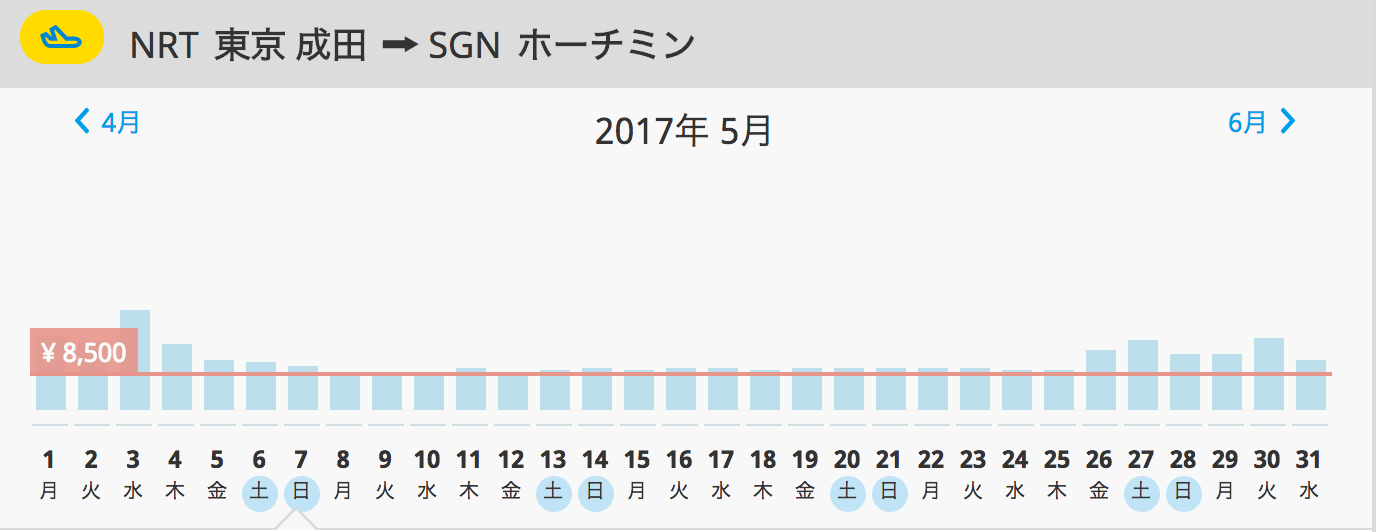 NRT 東京 成田 ➡ SGN ホーチミン
4月 2017年 5月 6月
¥ 8,500
1 2 3 4 5 6 7 8 9 10 11 12 13 14 15 16 17 18 19 20 21 22 23 24 25 26 27 28 29 30 31
月 火 水 木 金 土 日 月 火 水 木 金 土 日 月 火 水 木 金 土 日 月 火 水 木 金 土 日 月 火 水